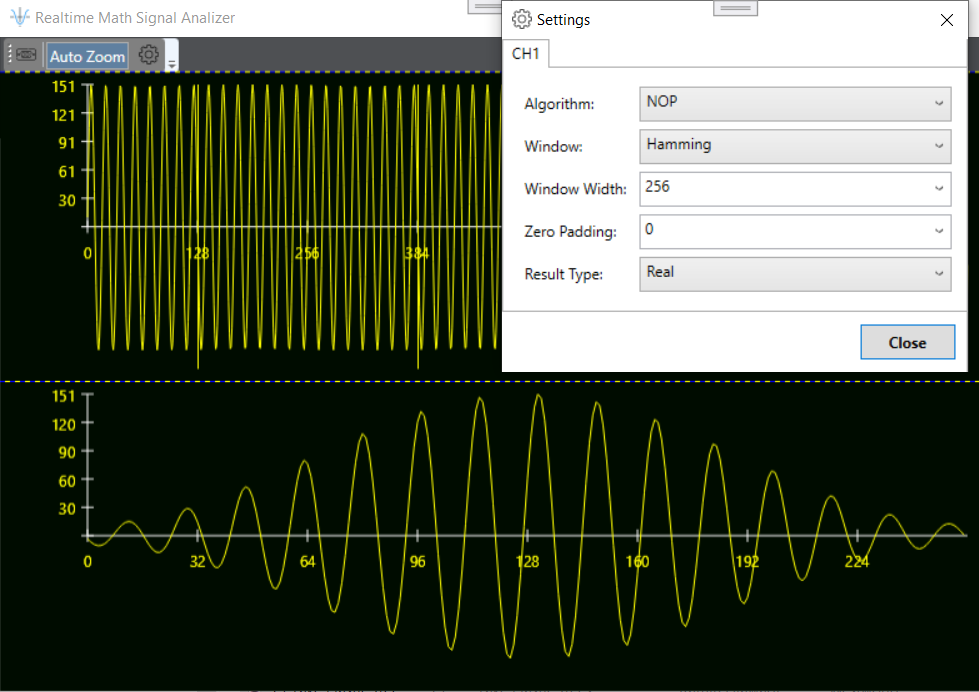 Realtime Math Signal Analizer
Auto Zoom
151
121
91
61
30
0
128
256
384
Settings
CH1
Algorithm: NOP
Window: Hamming
Window Width: 256
Zero Padding: 0
Result Type: Real
Close
151
120
90
60
30
0 32 64 96 128 160 192 224